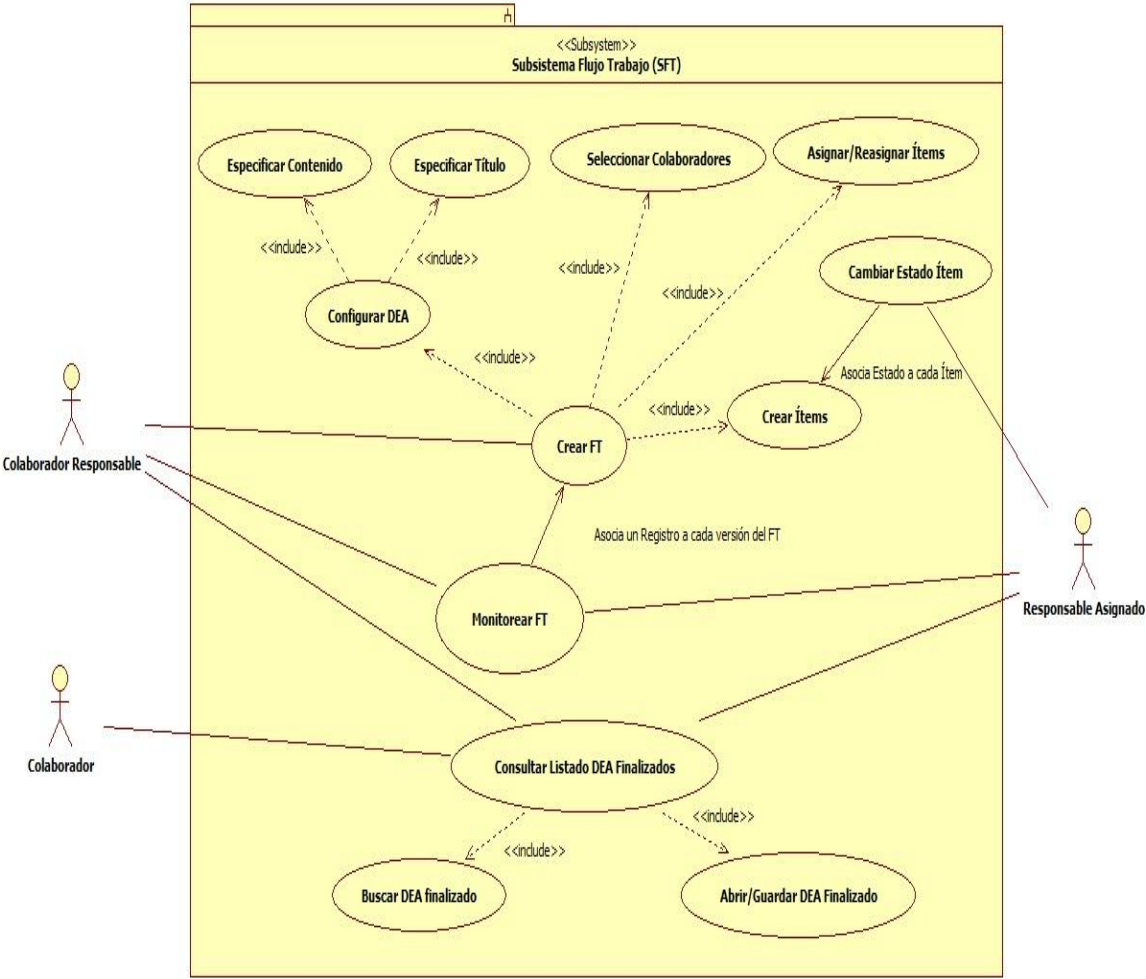 <<Subsystem>>
Subsistema Flujo Trabajo (SFT)
Especificar Contenido
Especificar Título
Seleccionar Colaboradores
Asignar/Reasignar Ítems
<<include>>
<<include>>
<<include>>
<<include>>
Cambiar Estado Ítem
Configurar DEA
<<include>>
Asocia Estado a cada Ítem
<<include>>
Crear Ítems
Crear FT
Colaborador Responsable
Asocia un Registro a cada versión del FT
Monitorear FT
Responsable Asignado
Colaborador
Consultar Listado DEA Finalizados
<<include>>
<<include>>
Buscar DEA finalizado
Abrir/Guardar DEA Finalizado